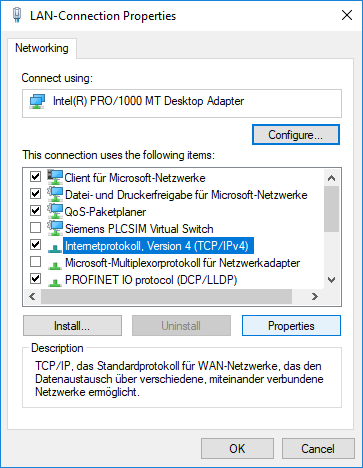 LAN-Connection Properties
Networking
Connect using:
Intel(R) PRO/1000 MT Desktop Adapter
Configure...
This connection uses the following items:
Client für Microsoft-Netzwerke
Datei- und Druckerfreigabe für Microsoft-Netzwerke
QoS-Paketplaner
Siemens PLCSIM Virtual Switch
Internetprotokoll, Version 4 (TCP/IPv4)
Microsoft-Multiplexorprotokoll für Netzwerkadapter
PROFINET IO protocol (DCP/LLDP)
Install...
Uninstall
Properties
Description
TCP/IP, das Standardprotokoll für WAN-Netzwerke, das den
Datenaustausch über verschiedene, miteinander verbundene
Netzwerke ermöglicht.
OK
Cancel